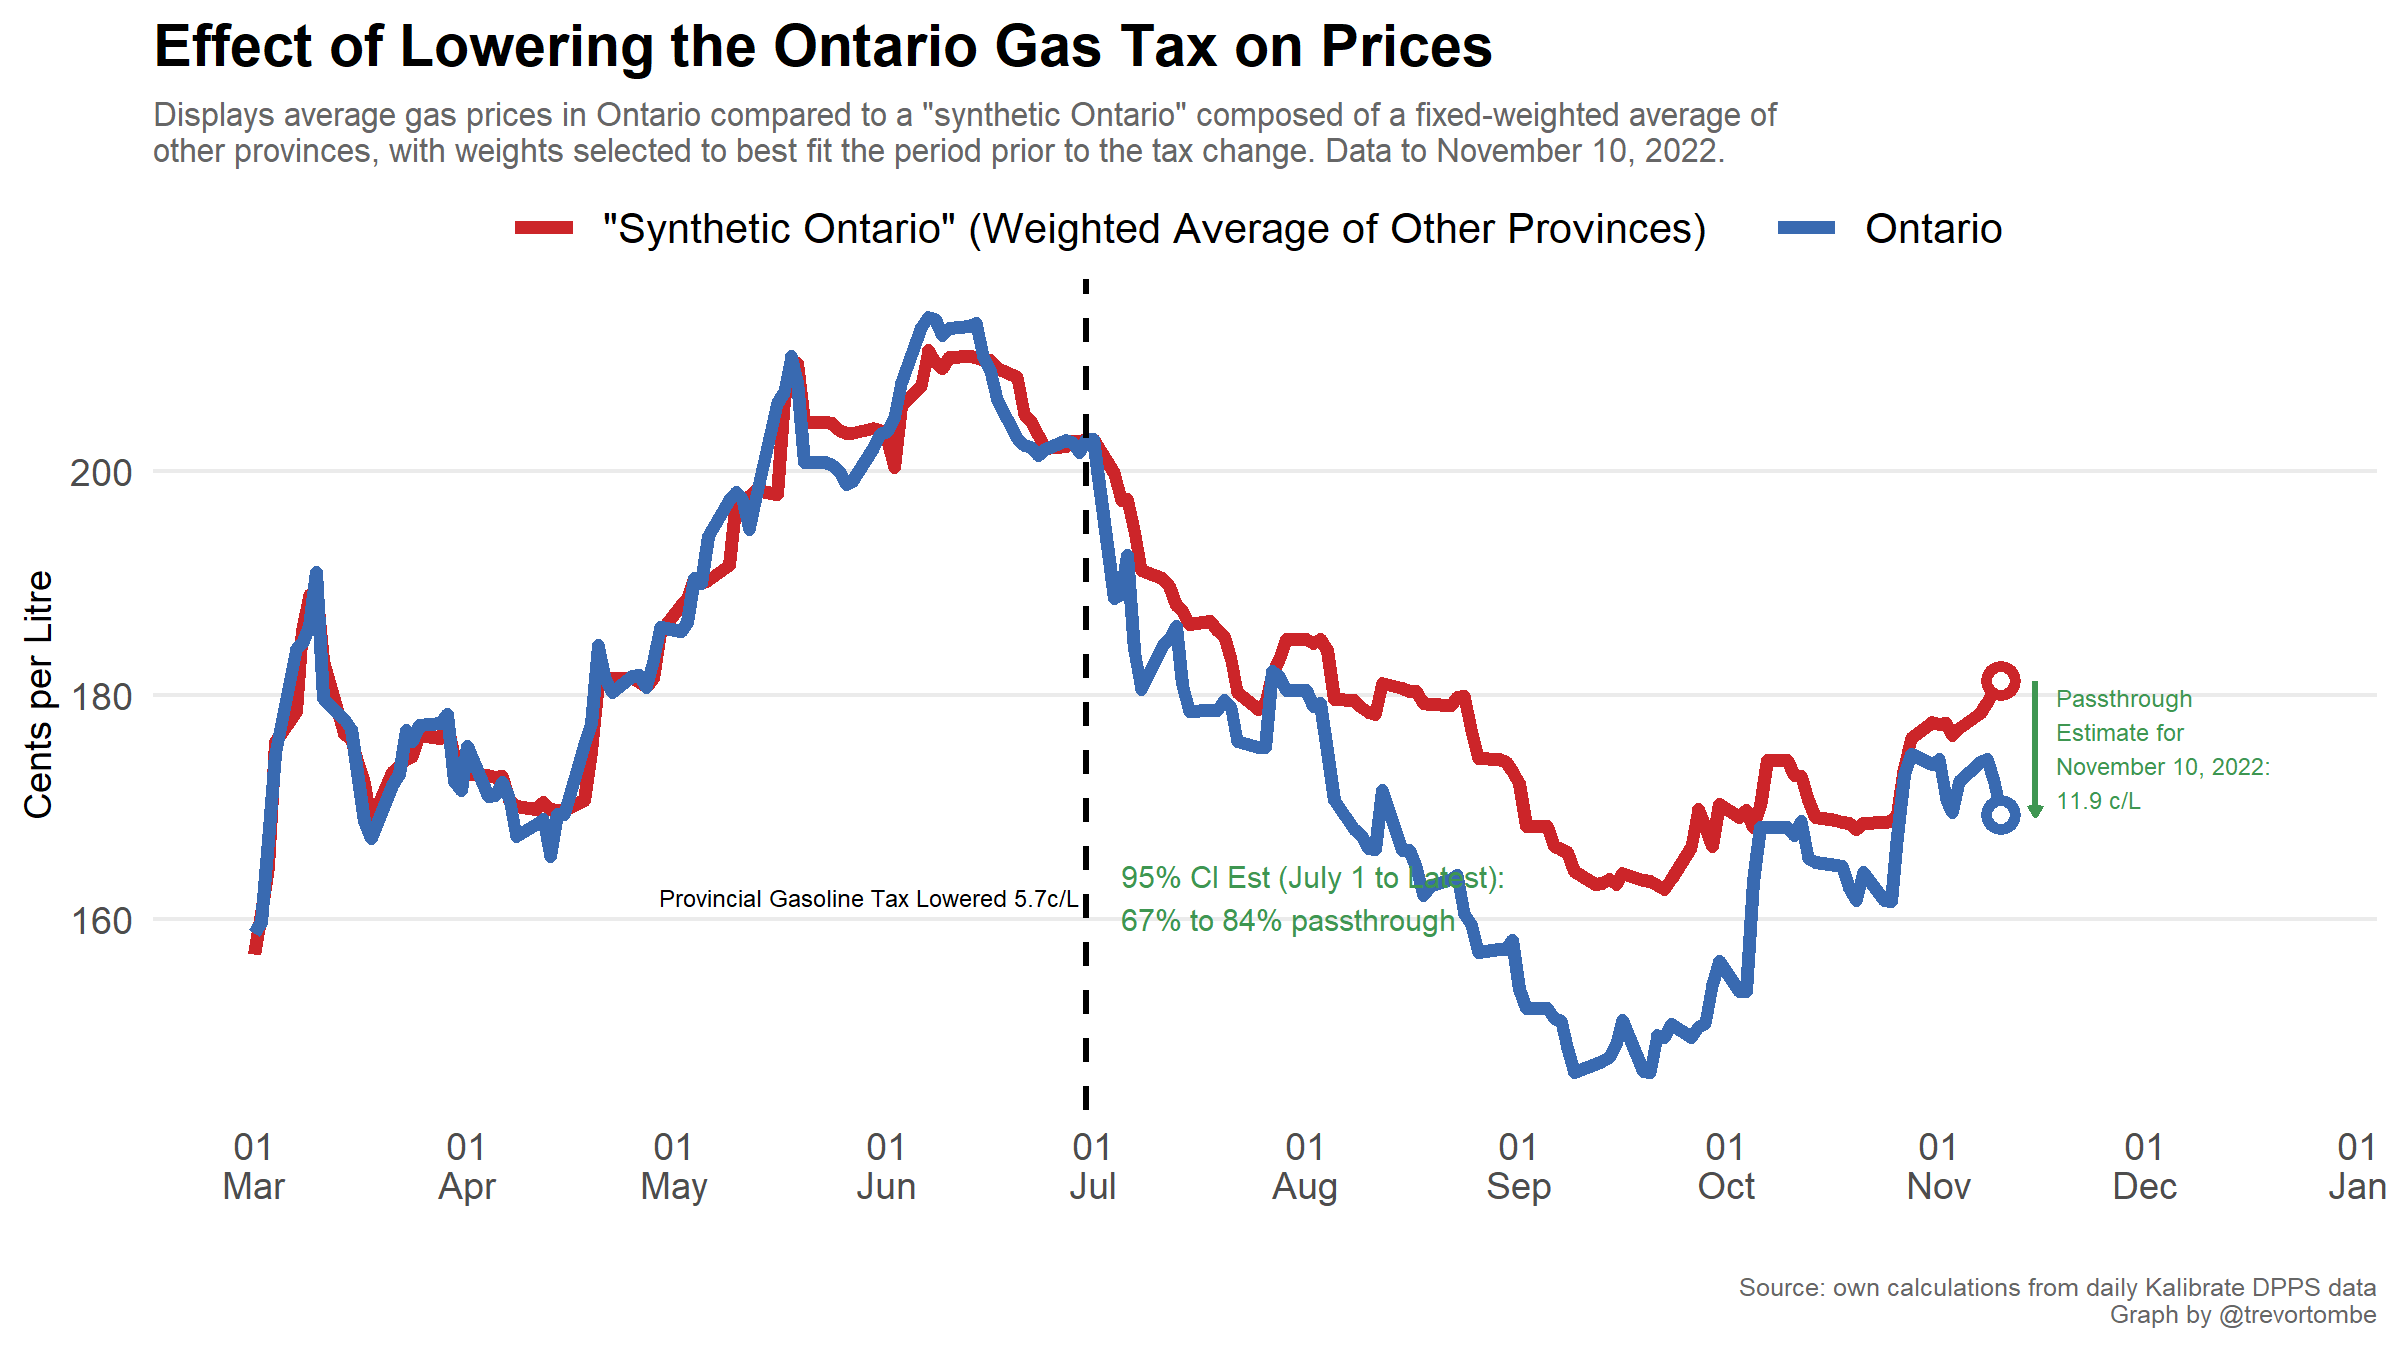 Effect of Lowering the Ontario Gas Tax on Prices
Displays average gas prices in Ontario compared to a "synthetic Ontario" composed of a fixed-weighted average of
other provinces, with weights selected to best fit the period prior to the tax change. Data to November 10, 2022.
"Synthetic Ontario" (Weighted Average of Other Provinces)
Ontario
Cents per Litre
200
180
160
Provincial Gasoline Tax Lowered 5.7c/L
95% CI Est (July 1 to Latest):
67% to 84% passthrough
Passthrough
Estimate for
November 10, 2022:
11.9 c/L
01 01 01 01 01 01 01 01 01 01 01
Mar Apr May Jun Jul Aug Sep Oct Nov Dec Jan
Source: own calculations from daily Kalibrate DPPS data
Graph by @trevortombe